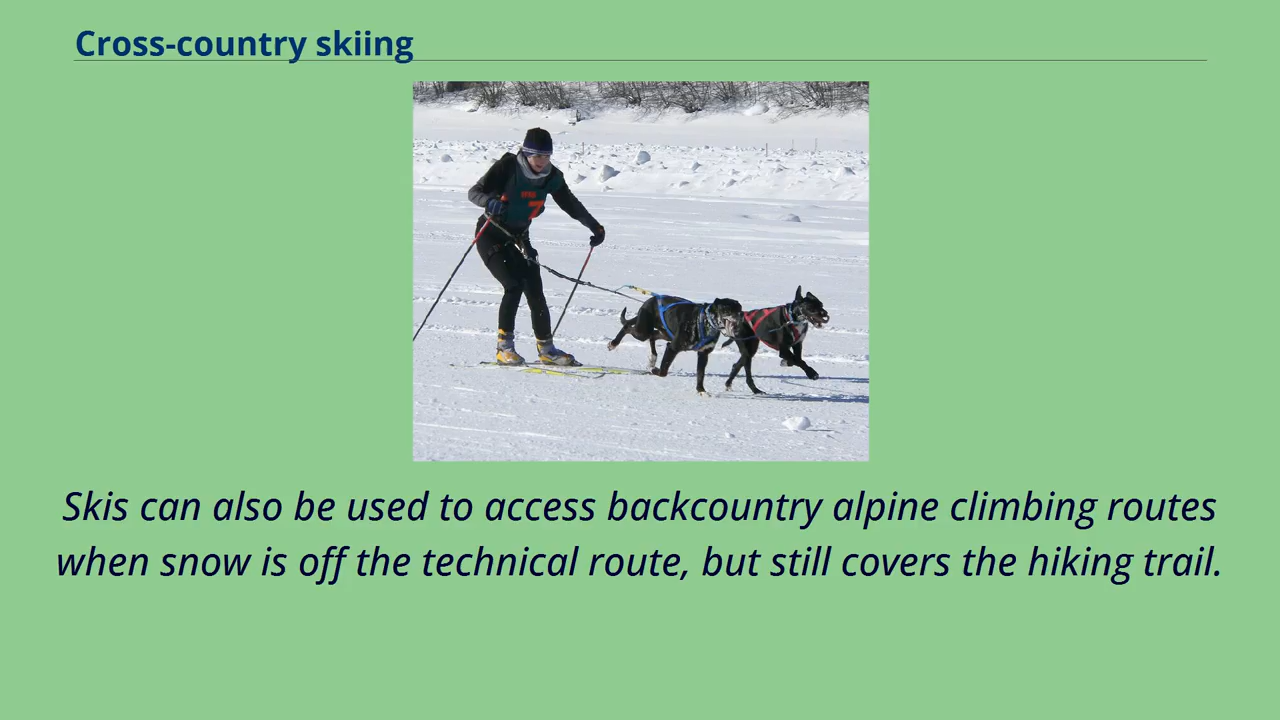 Cross-country skiing
7
Skis can also be used to access backcountry alpine climbing routes
when snow is off the technical route, but still covers the hiking trail.